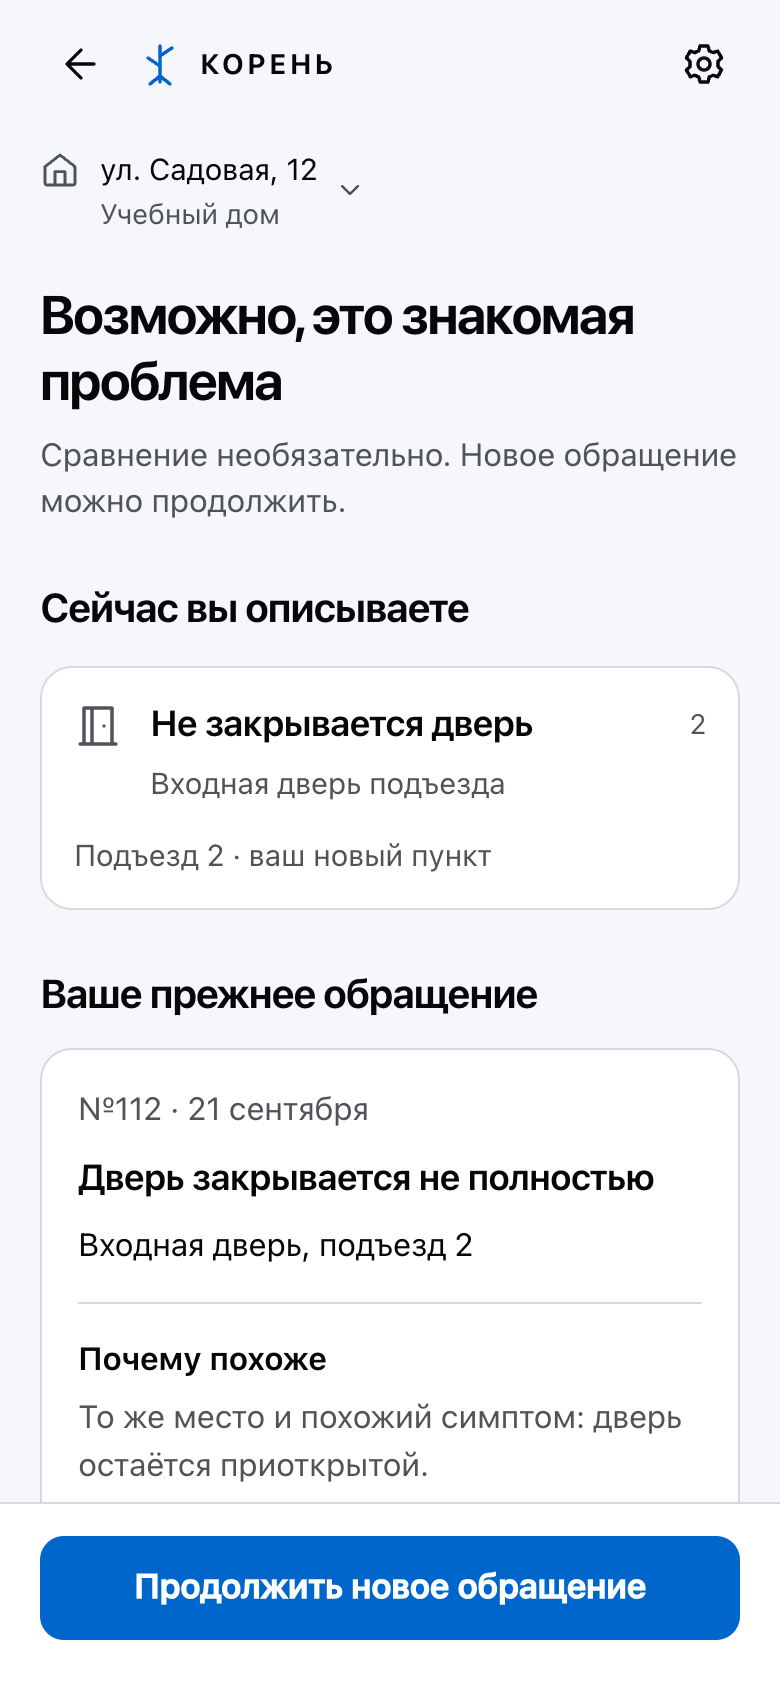 КОРЕНЬ
ул. Садовая, 12
Учебный дом
Возможно, это знакомая
проблема
Сравнение необязательно. Новое обращение
можно продолжить.
Сейчас вы описываете
Не закрывается дверь
2
Входная дверь подъезда
Подъезд 2 · ваш новый пункт
Ваше прежнее обращение
№112 · 21 сентября
Дверь закрывается не полностью
Входная дверь, подъезд 2
Почему похоже
То же место и похожий симптом: дверь
остаётся приоткрытой.
Продолжить новое обращение